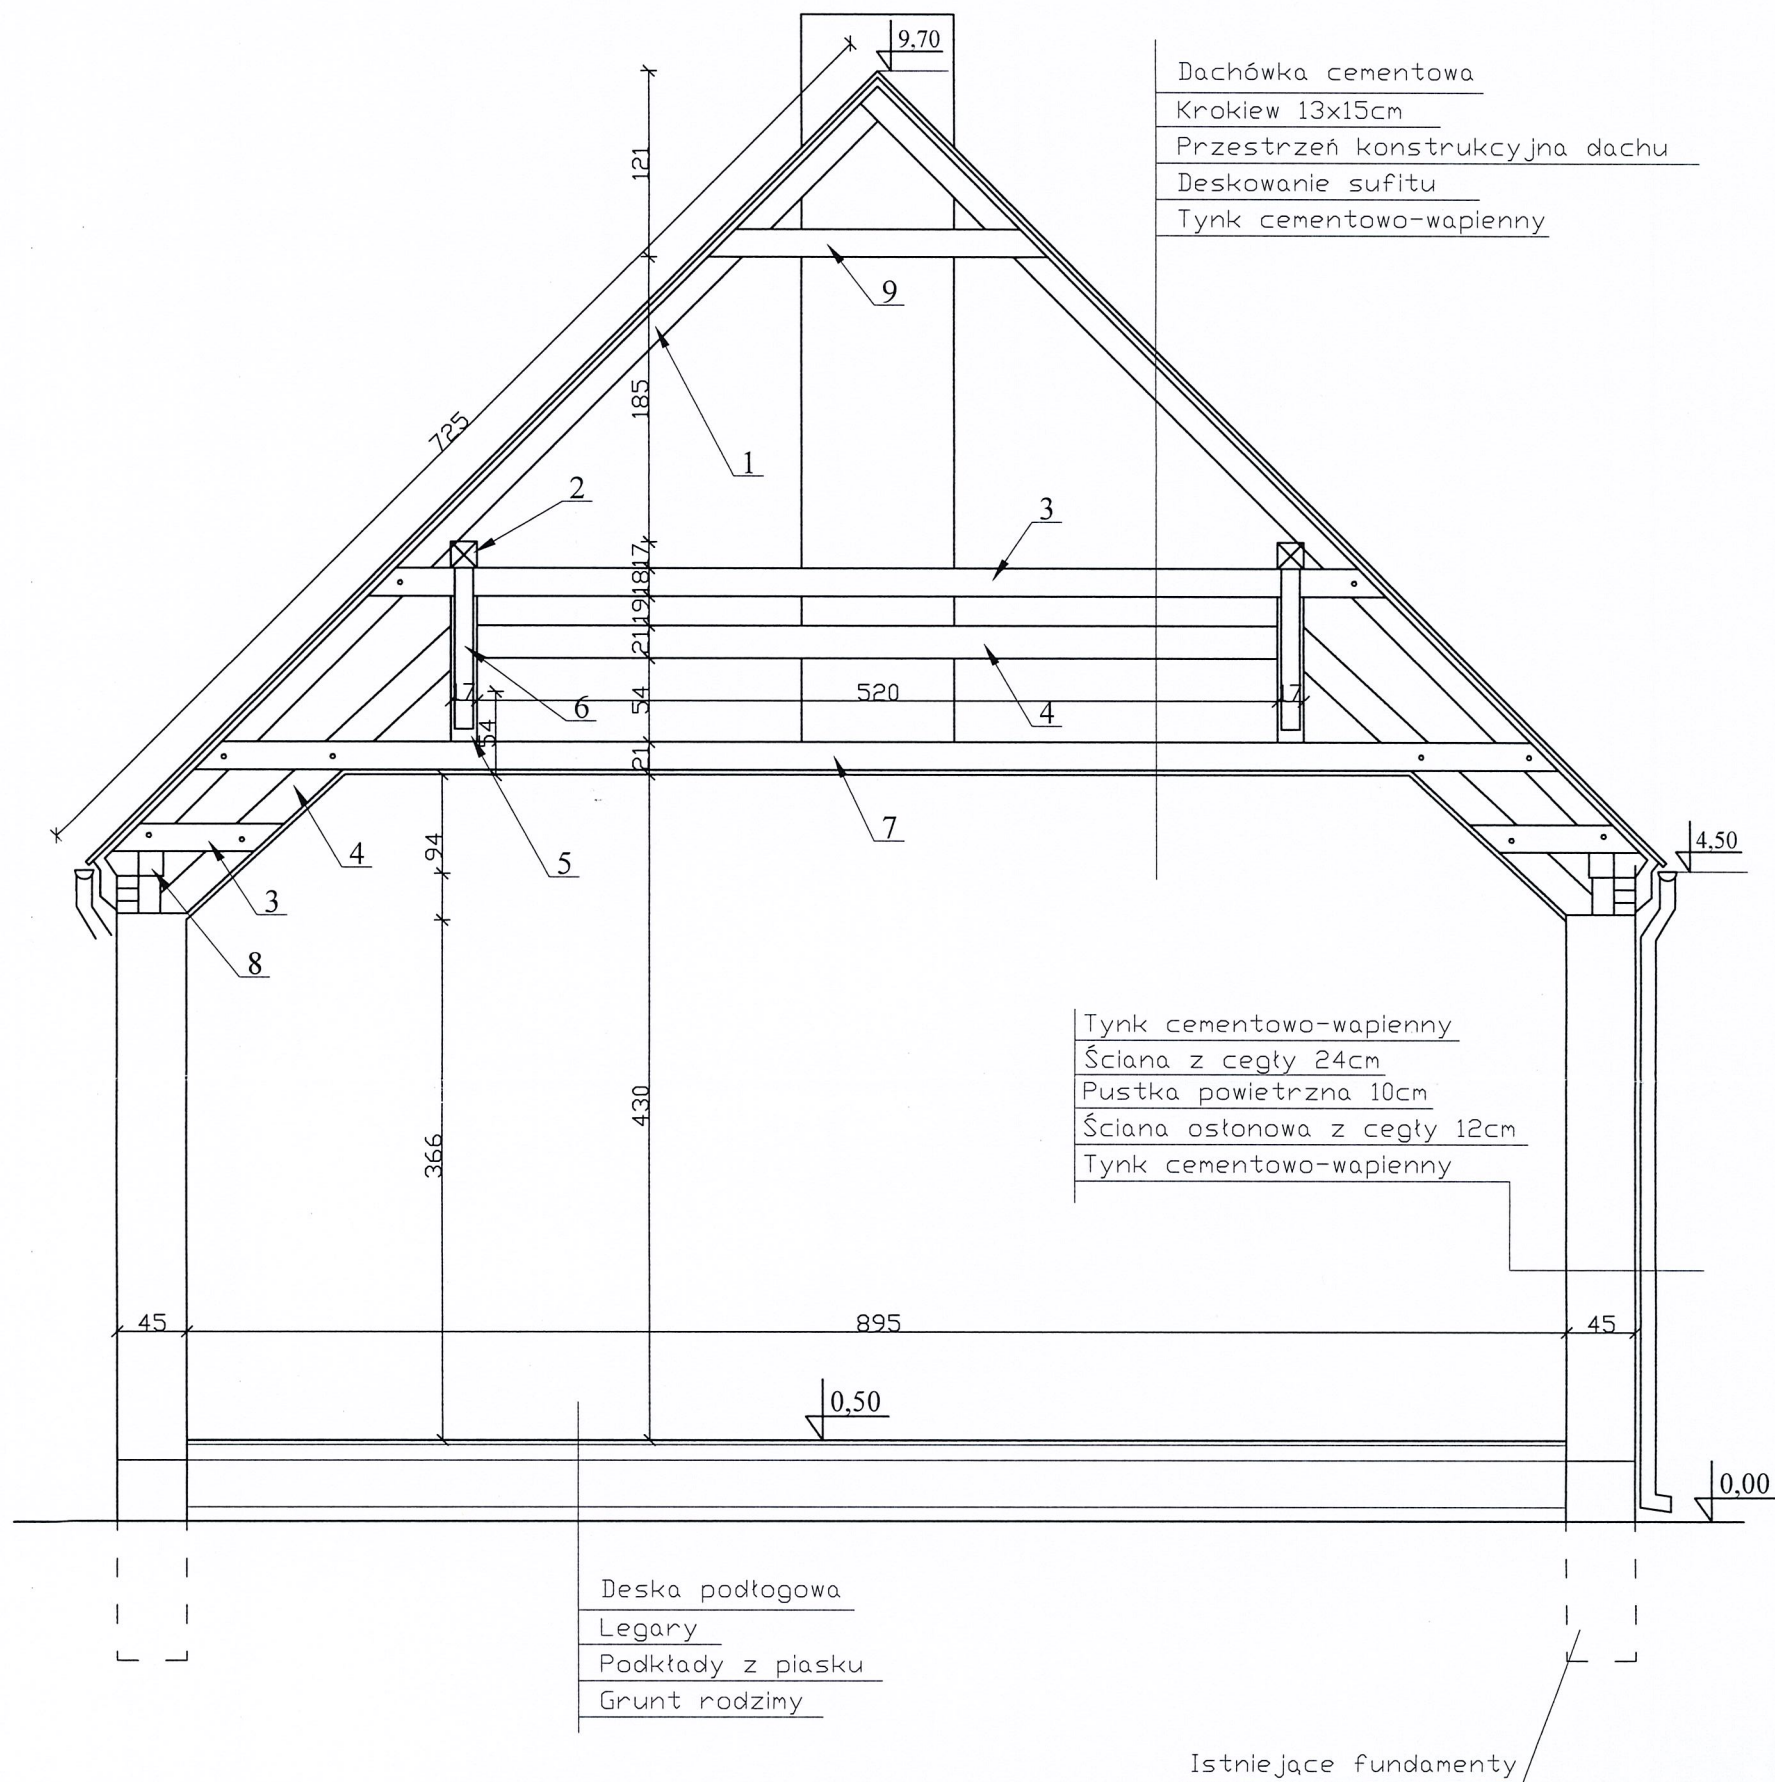 9,70
Dachówka cementowa
Krokiew 13x15cm
Przestrzeń konstrukcyjna dachu
Deskowanie sufitu
Tynk cementowo-wapienny
121
9
185
725
1
2
3
17
18
19
21
17
520
17
54
6
4
54
21
7
94
4
5
4,50
3
8
Tynk cementowo-wapienny
Ściana z cegły 24cm
Pustka powietrzna 10cm
Ściana osłonowa z cegły 12cm
Tynk cementowo-wapienny
430
366
45
895
45
0,50
0,00
Deska podłogowa
Legary
Podkłady z piasku
Grunt rodzimy
Istniejące fundamenty